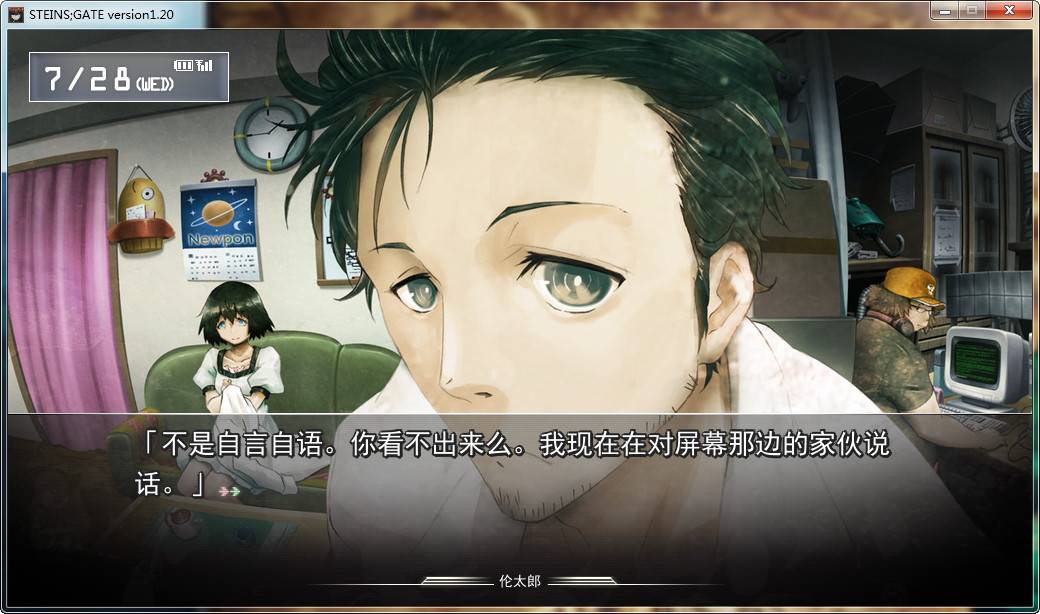 STEINS;GATE version1.20
7/28(WED)
Newpon
「不是自言自语。你看不出来么。我现在在对屏幕那边的家伙说
话。」
伦太郎